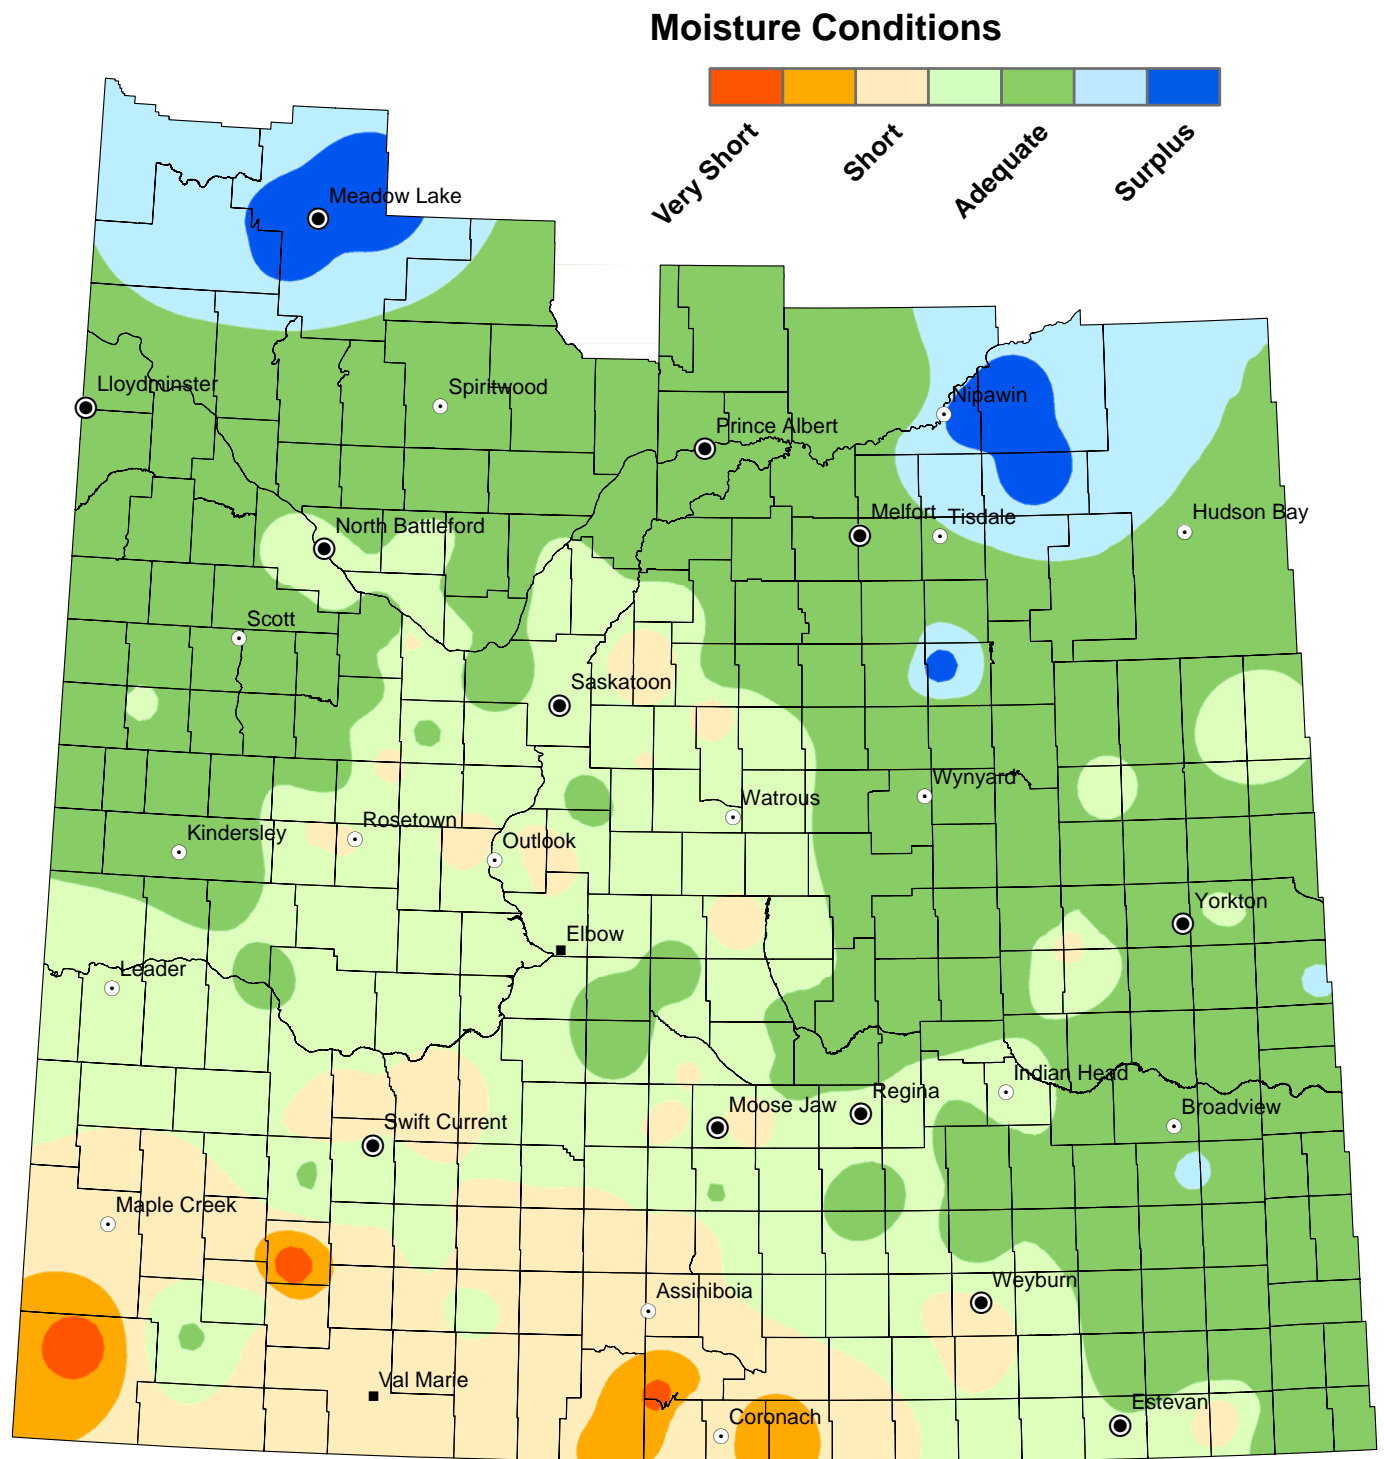 Moisture Conditions
Very Short
Short
Adequate
Surplus
Meadow Lake
Lloydminster
Spiritwood
Nipawin
Prince Albert
Melfort
Tisdale
Hudson Bay
North Battleford
Scott
Saskatoon
Wynyard
Watrous
Rosetown
Kindersley
Outlook
Yorkton
Elbow
Leader
Indian Head
Regina
Moose Jaw
Broadview
Swift Current
Maple Creek
Weyburn
Assiniboia
Val Marie
Estevan
Coronach